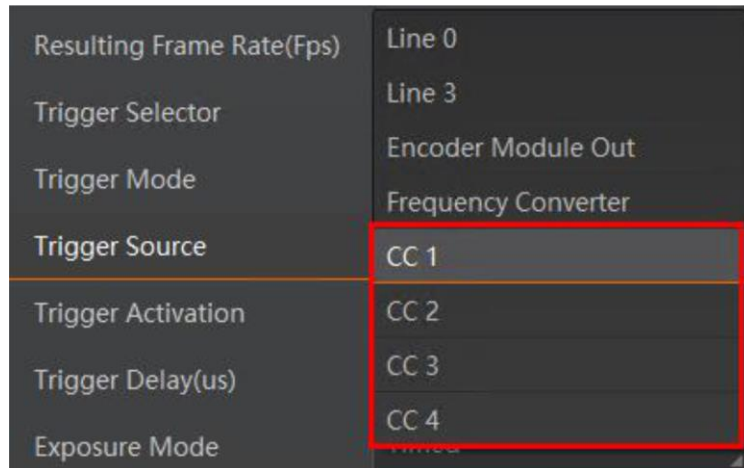 Resulting Frame Rate(Fps)
Trigger Selector
Trigger Mode
Trigger Source
Trigger Activation
Trigger Delay(us)
Exposure Mode
Line 0
Line 3
Encoder Module Out
Frequency Converter
CC 1
CC 2
CC 3
CC 4